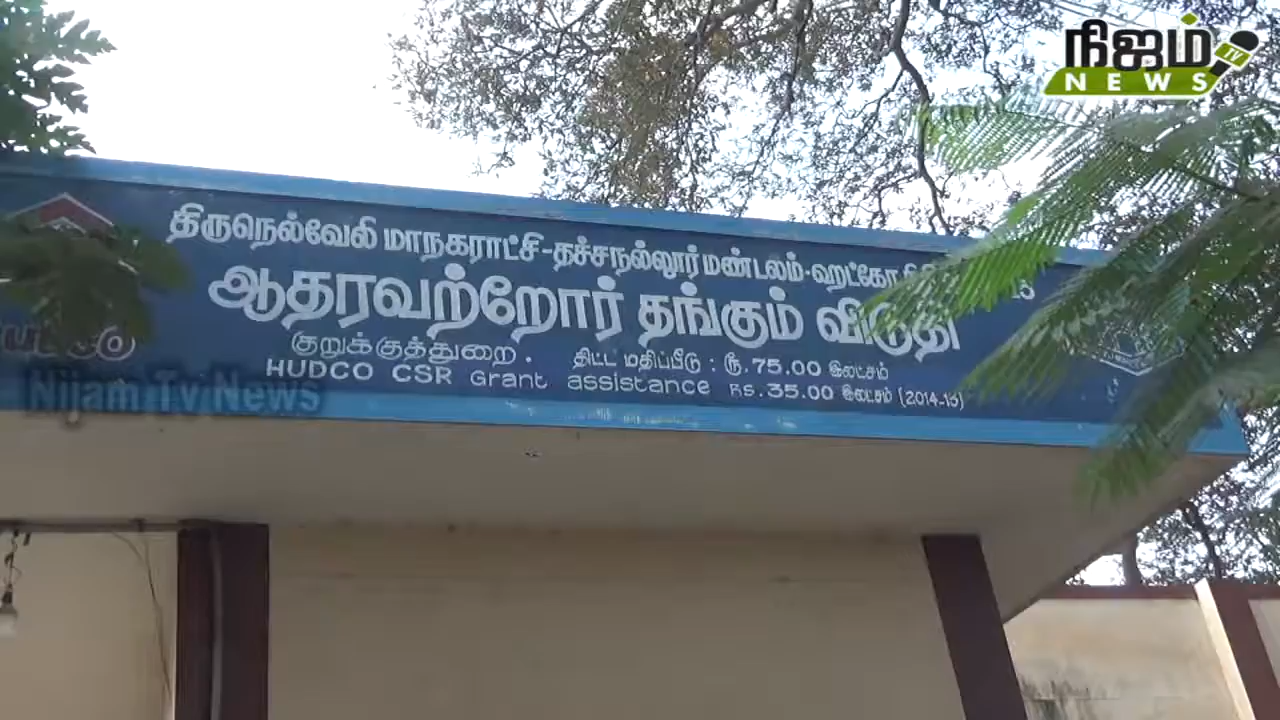 நிஜம்
TV
NEWS
திருநெல்வேலி மாநகராட்சி-தச்சநல்லூர் மண்டலம்-ஹட்கோ
ஆதரவற்றோர் தங்கும் விடுதி
குறுக்குத்துறை. திட்ட மதிப்பீடு : ரூ.75.00 இலட்சம்
HUDCO CSR Grant assistance Rs.35.00 இலட்சம் (2014-15)
Nijam Tv News